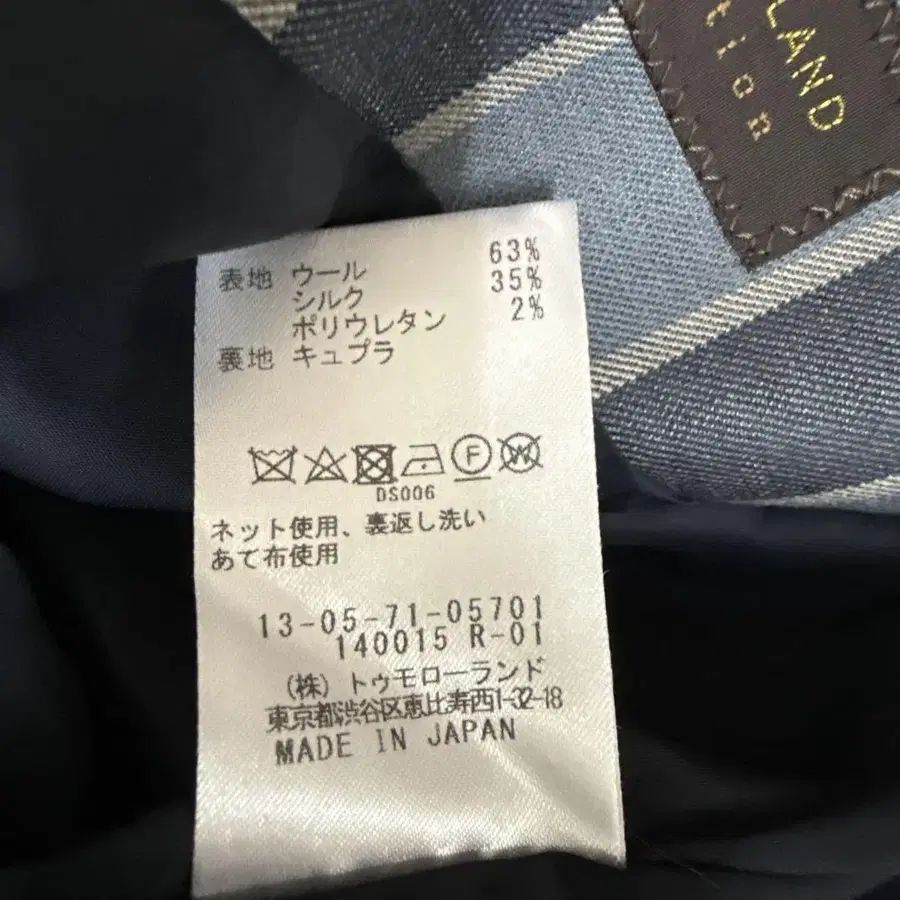 LAND
tion
表地 ウール 63%
シルク 35%
ポリウレタン 2%
裏地 キュプラ
F W
DS006
ネット使用、裏返し洗い
あて布使用
13-05-71-05701
140015 R-01
(株) トゥモローランド
東京都渋谷区恵比寿西1-32-18
MADE IN JAPAN